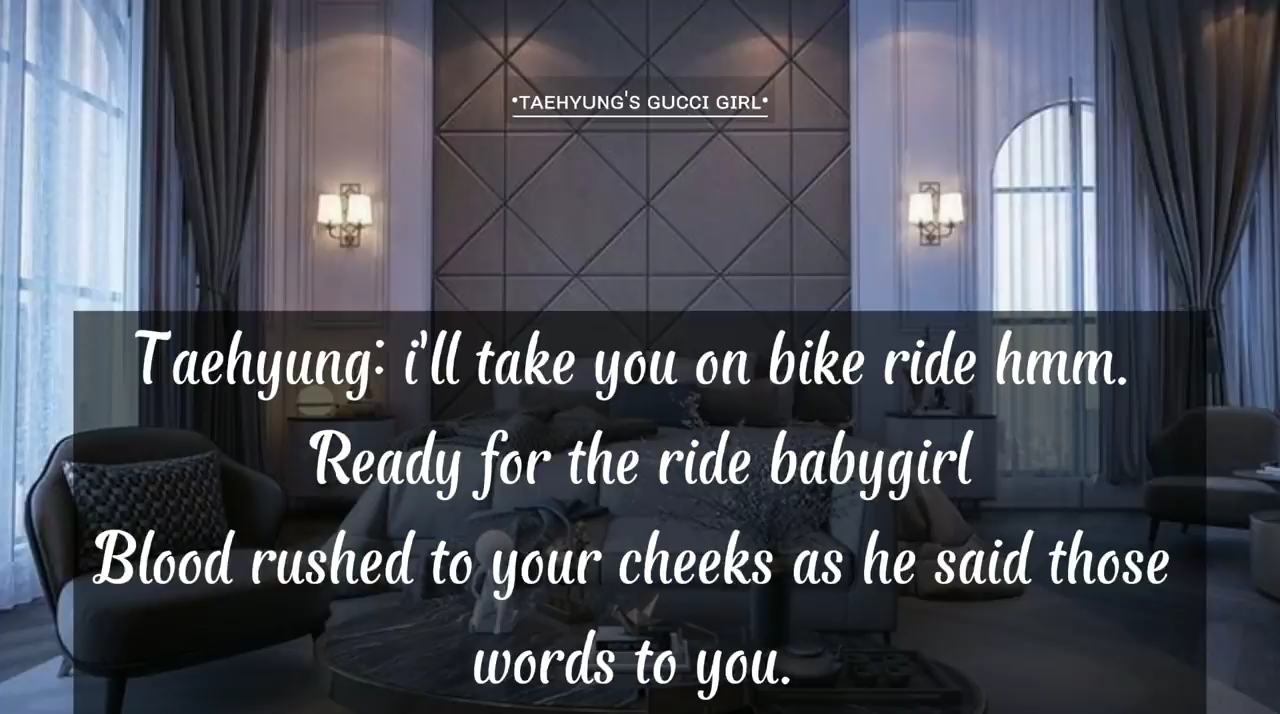 •TAEHYUNG'S GUCCI GIRL•
Taehyung: i'll take you on bike ride hmm.
Ready for the ride babygirl
Blood rushed to your cheeks as he said those
words to you.